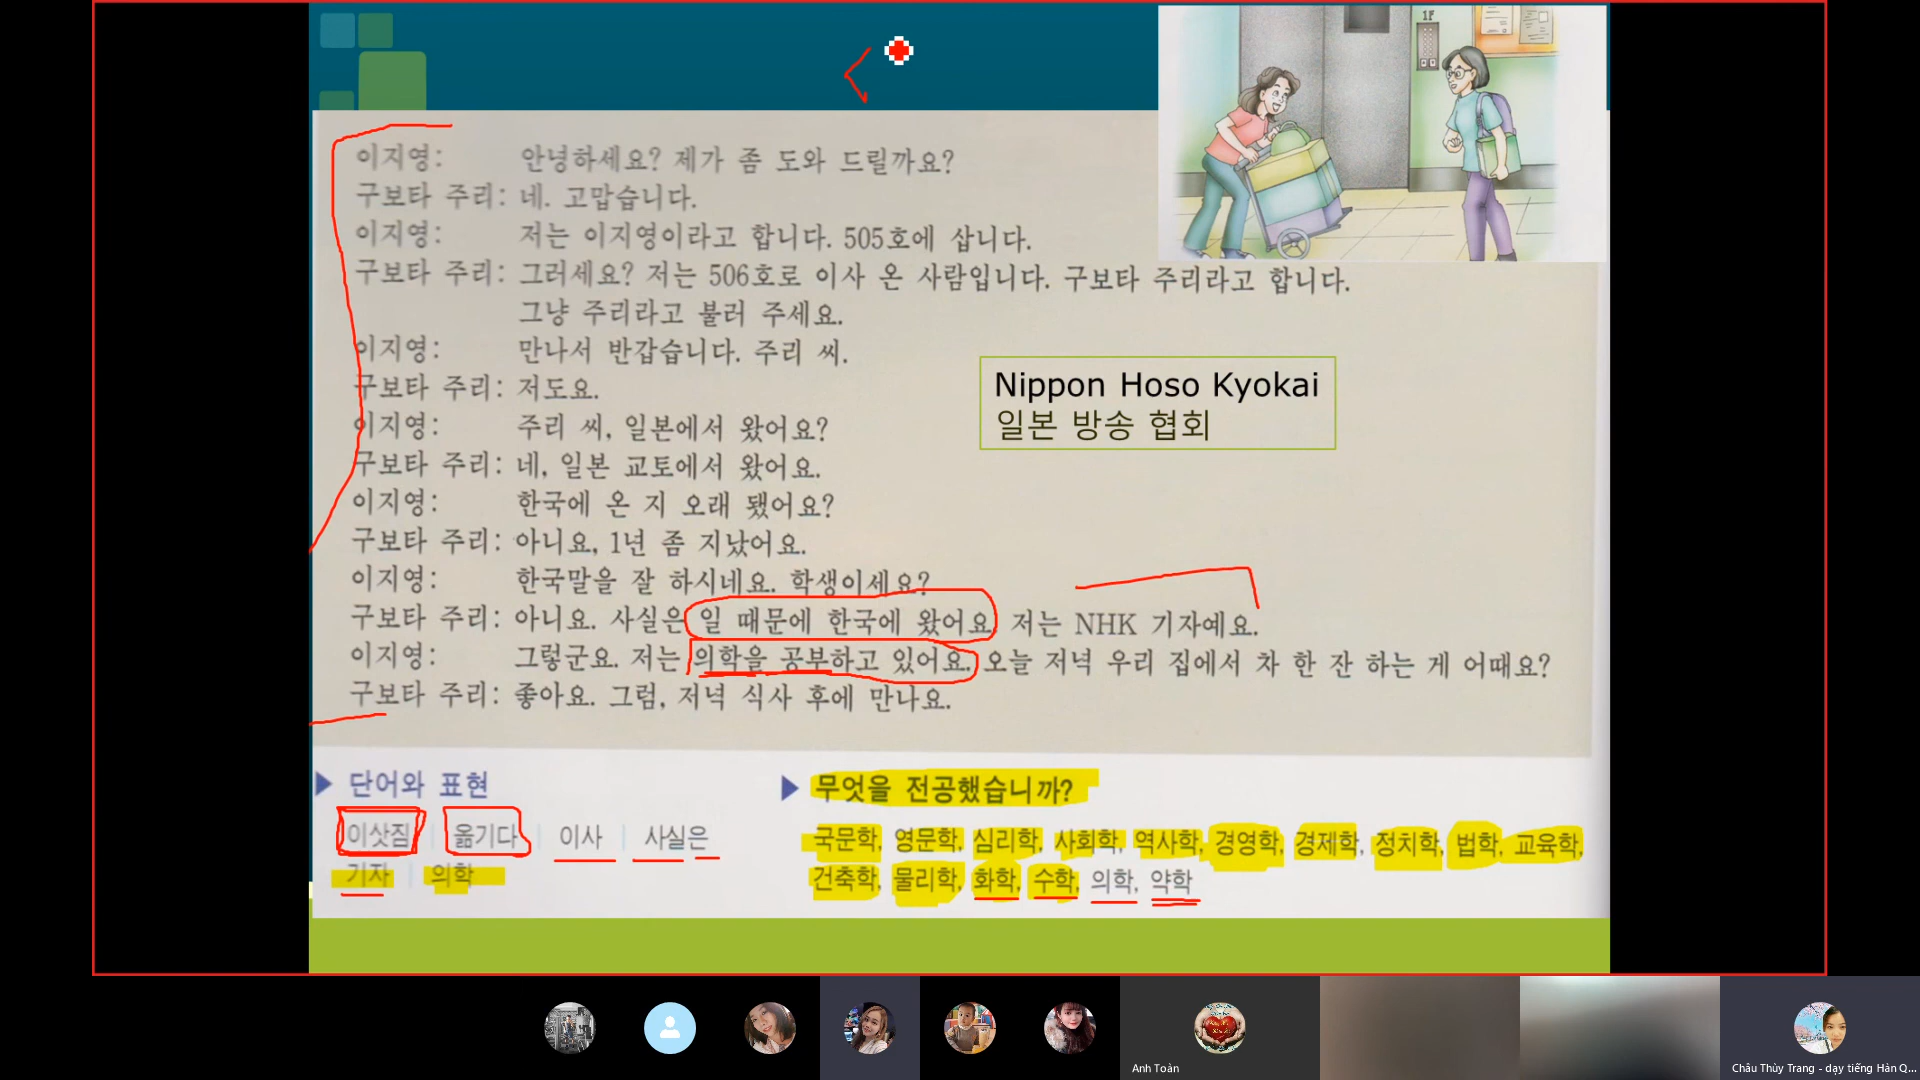 1F
이지영: 안녕하세요? 제가 좀 도와 드릴까요?
구보타 주리: 네. 고맙습니다.
이지영: 저는 이지영이라고 합니다. 505호에 삽니다.
구보타 주리: 그러세요? 저는 506호로 이사 온 사람입니다. 구보타 주리라고 합니다.
그냥 주리라고 불러 주세요.
이지영: 만나서 반갑습니다. 주리 씨.
구보타 주리: 저도요.
이지영: 주리 씨, 일본에서 왔어요?
구보타 주리: 네, 일본 교토에서 왔어요.
이지영: 한국에 온 지 오래 됐어요?
구보타 주리: 아니요, 1년 좀 지났어요.
이지영: 한국말을 잘 하시네요. 학생이세요?
구보타 주리: 아니요. 사실은 일 때문에 한국에 왔어요. 저는 NHK 기자예요.
이지영: 그렇군요. 저는 의학을 공부하고 있어요. 오늘 저녁 우리 집에서 차 한 잔 하는 게 어때요?
구보타 주리: 좋아요. 그럼, 저녁 식사 후에 만나요.
Nippon Hoso Kyokai
일본 방송 협회
단어와 표현
이삿짐 옮기다 이사 사실은
기자 의학
무엇을 전공했습니까?
국문학, 영문학, 심리학, 사회학, 역사학, 경영학, 경제학, 정치학, 법학, 교육학,
건축학, 물리학, 화학, 수학, 의학, 약학
Anh Toàn
Châu Thùy Trang - dạy tiếng Hàn Q...